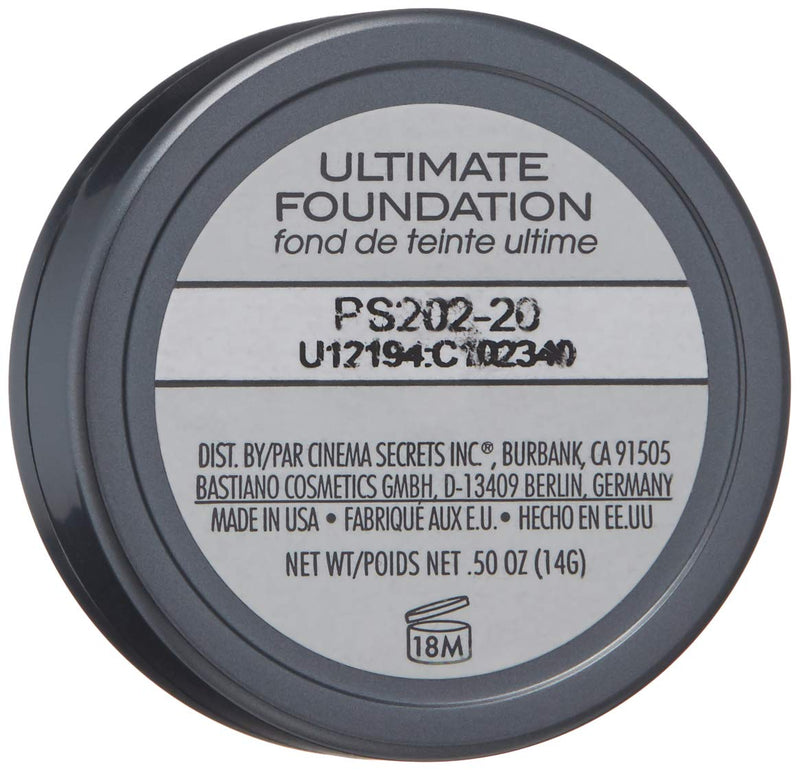 ULTIMATE
FOUNDATION
fond de teinte ultime
PS202-20
U12194:C102340
DIST. BY/PAR CINEMA SECRETS INC®, BURBANK, CA 91505
BASTIANO COSMETICS GMBH, D-13409 BERLIN, GERMANY
MADE IN USA • FABRIQUÉ AUX E.U. • HECHO EN EE.UU
NET WT/POIDS NET .50 OZ (14G)
18M